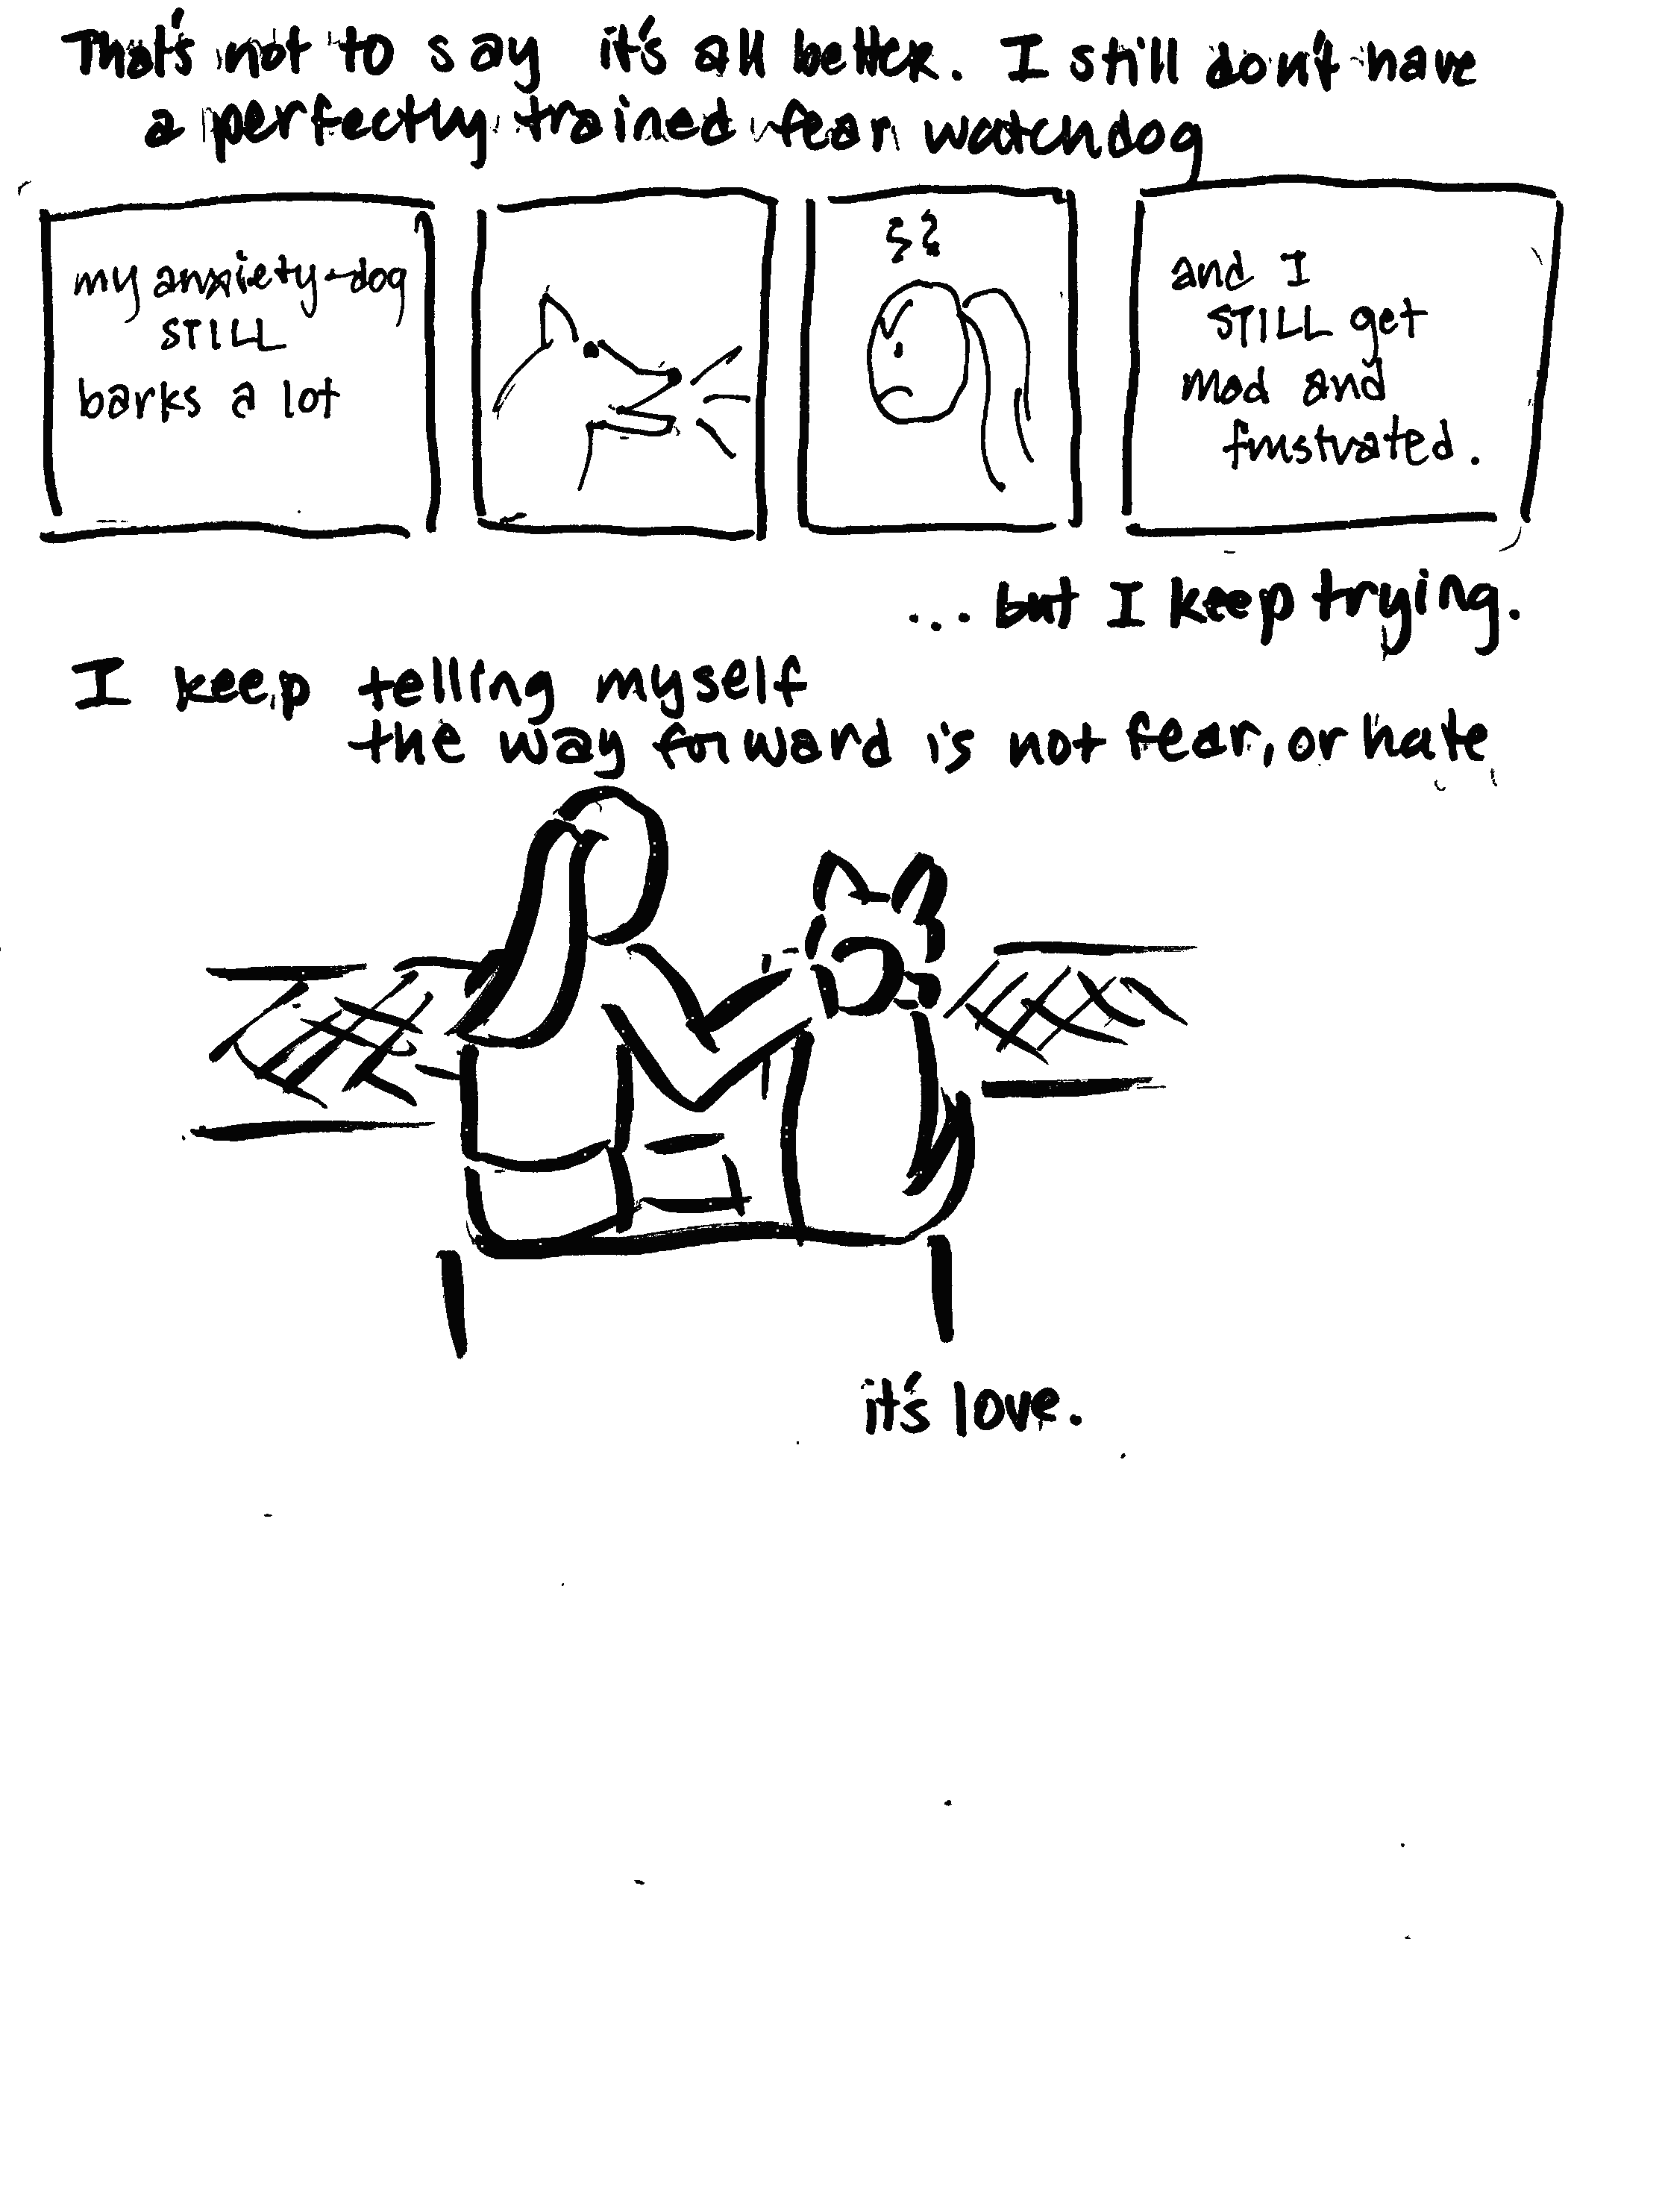 That's not to say it's all better. I still don't have
a perfectly trained fear watchdog
my anxiety-dog
STILL
barks a lot
and I
STILL get
mad and
frustrated.
... but I keep trying.
I keep telling myself
the way forward is not fear, or hate
it's love.